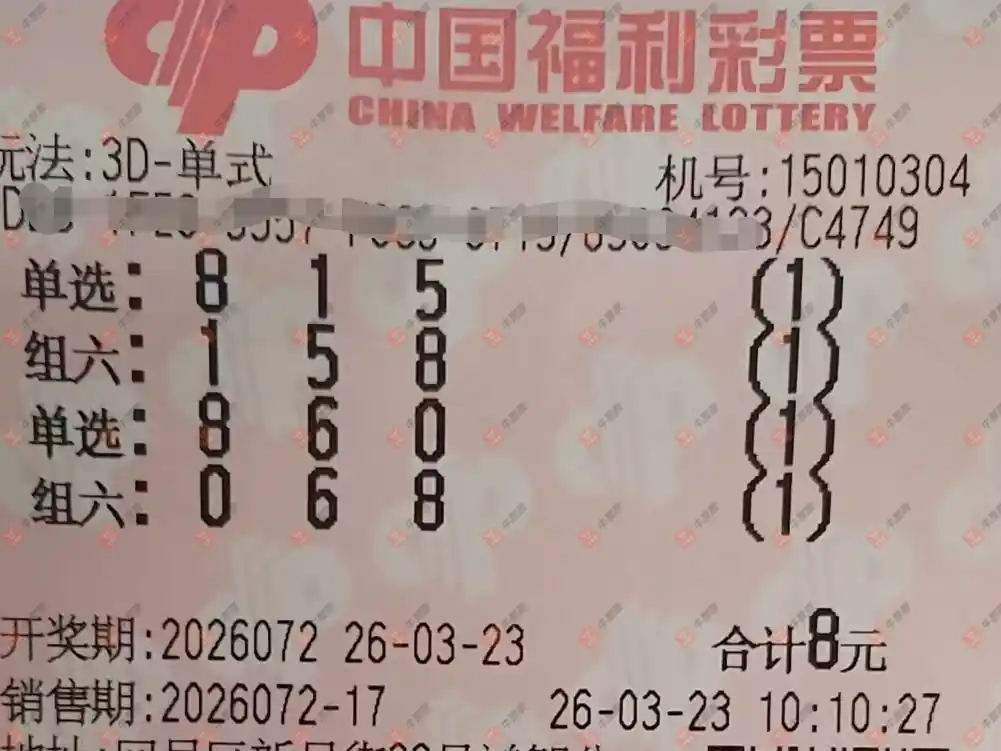 中国福利彩票
CHINA WELFARE LOTTERY
玩法:3D-单式 机号:15010304
/C4749
单选: 8 1 5 (1)
组六: 1 5 8 (1)
单选: 8 6 0 (1)
组六: 0 6 8 (1)
开奖期:2026072 26-03-23 合计8元
销售期:2026072-17 26-03-23 10:10:27